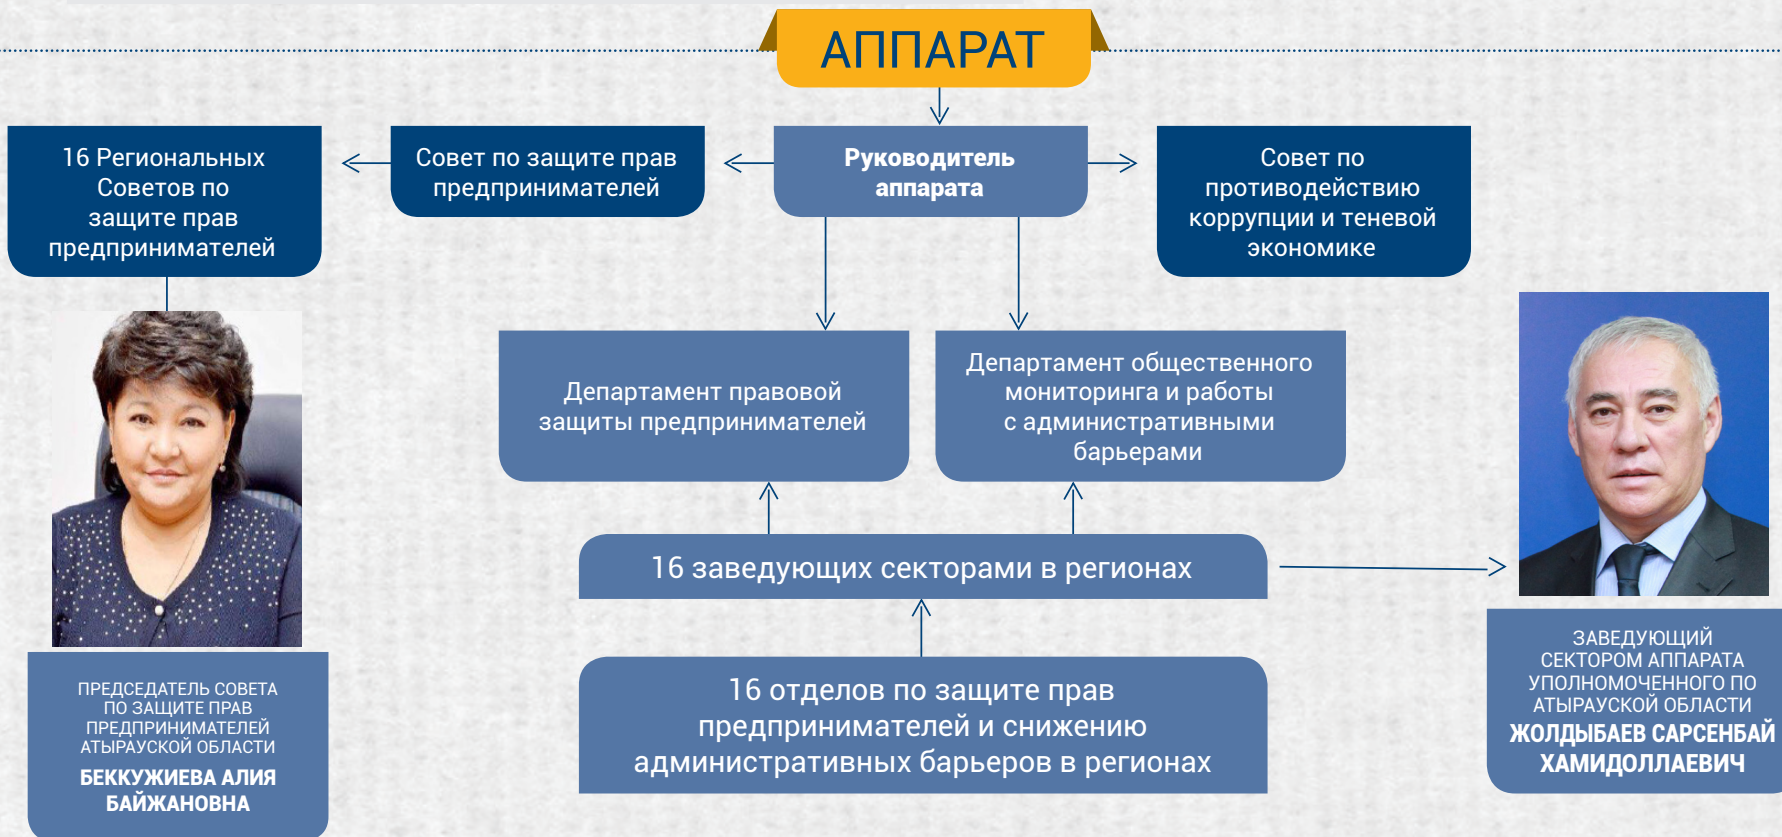 АППАРАТ
16 Региональных
Советов по
защите прав
предпринимателей
Совет по защите прав
предпринимателей
Руководитель
аппарата
Совет по
противодействию
коррупции и теневой
экономике
Департамент правовой
защиты предпринимателей
Департамент общественного
мониторинга и работы
с административными
барьерами
16 заведующих секторами в регионах
16 отделов по защите прав
предпринимателей и снижению
административных барьеров в регионах
ПРЕДСЕДАТЕЛЬ СОВЕТА
ПО ЗАЩИТЕ ПРАВ
ПРЕДПРИНИМАТЕЛЕЙ
АТЫРАУСКОЙ ОБЛАСТИ
БЕККУЖИЕВА АЛИЯ
БАЙЖАНОВНА
ЗАВЕДУЮЩИЙ
СЕКТОРОМ АППАРАТА
УПОЛНОМОЧЕННОГО ПО
АТЫРАУСКОЙ ОБЛАСТИ
ЖОЛДЫБАЕВ САРСЕНБАЙ
ХАМИДОЛЛАЕВИЧ